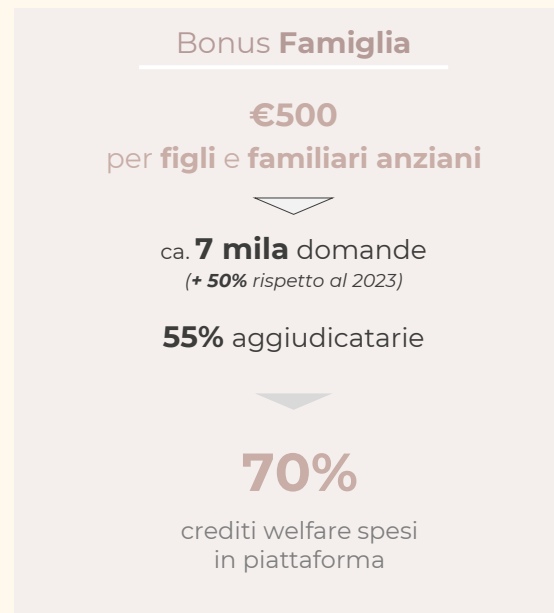 Bonus Famiglia
€500
per figli e familiari anziani
ca. 7 mila domande
(+ 50% rispetto al 2023)
55% aggiudicatarie
70%
crediti welfare spesi
in piattaforma